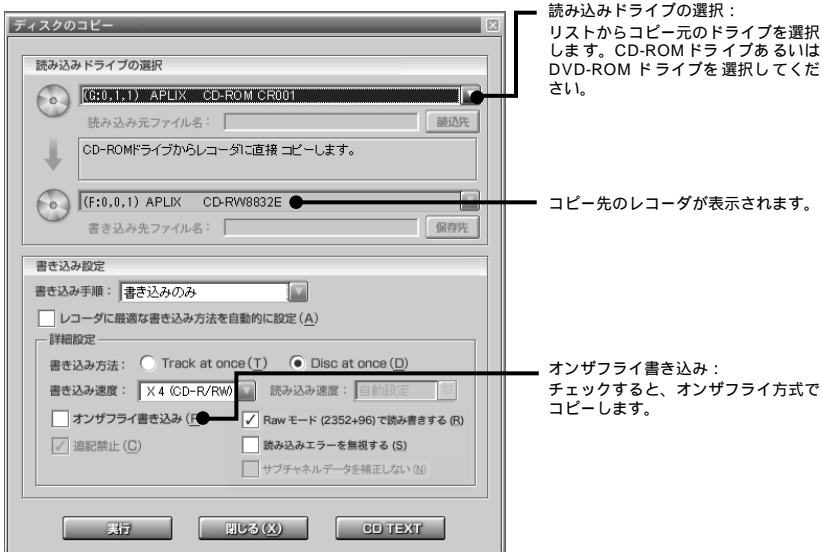 ディスクのコピー
読み込みドライブの選択
(G:0,1,1) APLIX CD-ROM CR001
読み込み元ファイル名：
読込先
CD-ROMドライブからレコーダに直接 コピーします。
(F:0,0,1) APLIX CD-RW8832E
書き込み先ファイル名：
保存先
書き込み設定
書き込み手順： 書き込みのみ
レコーダに最適な書き込み方法を自動的に設定(A)
詳細設定
書き込み方法： Track at once(T) Disc at once(D)
書き込み速度： X4 (CD-R/RW) 読み込み速度： 自動設定
オンザフライ書き込み( Raw モード (2352+96) で読み書きする (R)
追記禁止(C) 読み込みエラーを無視する (S)
サブチャネルデータを補正しない (N)
実行 閉じる(X) CD TEXT
読み込みドライブの選択：
リストからコピー元のドライブを選択
します。CD-ROMドライブあるいは
DVD-ROM ドライブを選択してくだ
さい。
コピー先のレコーダが表示されます。
オンザフライ書き込み：
チェックすると、オンザフライ方式で
コピーします。